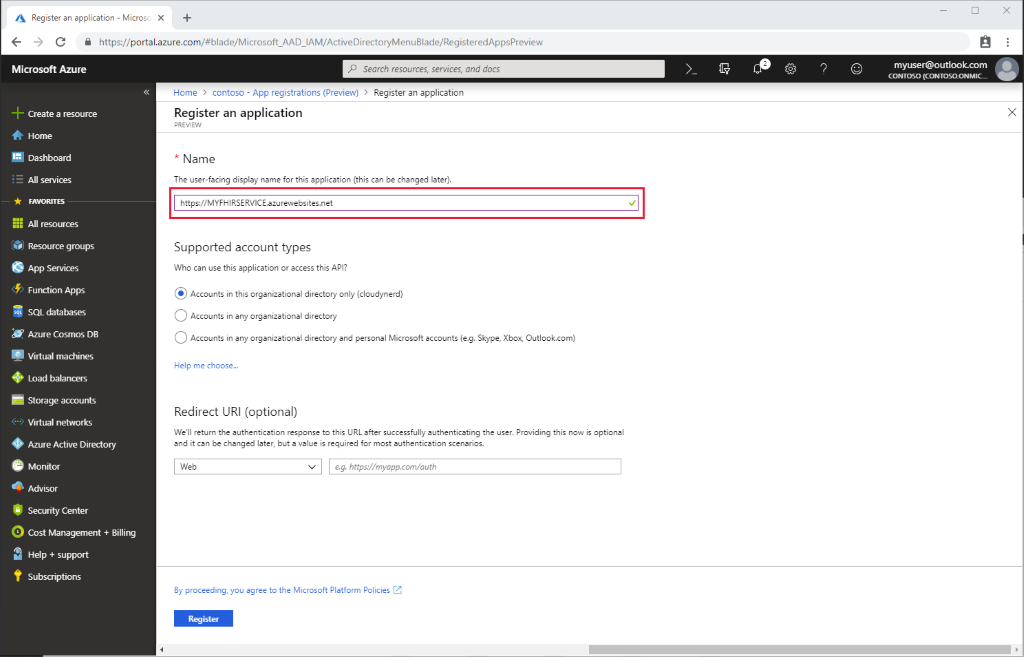 Register an application - Micros
https://portal.azure.com/#blade/Microsoft_AAD_IAM/ActiveDirectoryMenuBlade/RegisteredAppsPreview
Microsoft Azure
Search resources, services, and docs
2
myuser@outlook.com
CONTOSO (CONTOSO.ONMIC...
Create a resource
Home
Dashboard
All services
FAVORITES
All resources
Resource groups
App Services
Function Apps
SQL databases
Azure Cosmos DB
Virtual machines
Load balancers
Storage accounts
Virtual networks
Azure Active Directory
Monitor
Advisor
Security Center
Cost Management + Billing
Help + support
Subscriptions
Home > contoso - App registrations (Preview) > Register an application
Register an application
PREVIEW
* Name
The user-facing display name for this application (this can be changed later).
https://MYFHIRSERVICE.azurewebsites.net
Supported account types
Who can use this application or access this API?
Accounts in this organizational directory only (cloudynerd)
Accounts in any organizational directory
Accounts in any organizational directory and personal Microsoft accounts (e.g. Skype, Xbox, Outlook.com)
Help me choose...
Redirect URI (optional)
We'll return the authentication response to this URL after successfully authenticating the user. Providing this now is optional
and it can be changed later, but a value is required for most authentication scenarios.
Web
e.g. https://myapp.com/auth
By proceeding, you agree to the Microsoft Platform Policies
Register